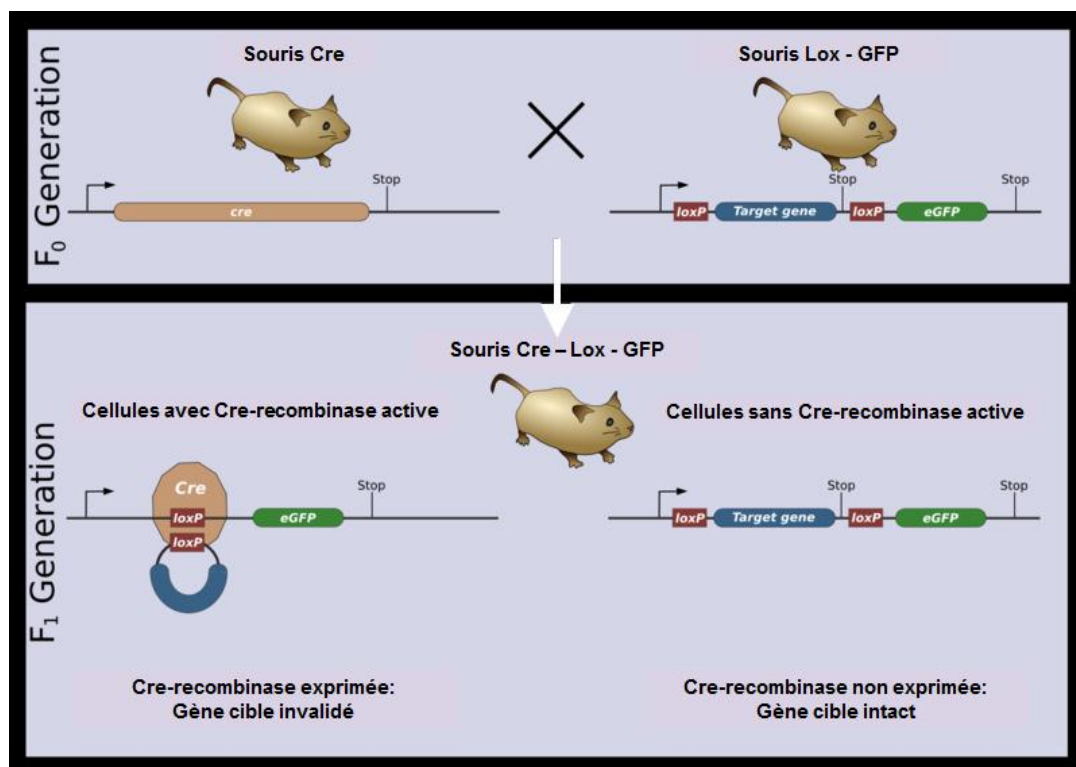 F0 Generation
Souris Cre
Souris Lox - GFP
Stop
cre
Stop
Stop
loxP
Target gene
loxP
eGFP
F1 Generation
Souris Cre – Lox - GFP
Cellules avec Cre-recombinase active
Cellules sans Cre-recombinase active
Cre
loxP
loxP
eGFP
Stop
Stop
Stop
loxP
Target gene
loxP
eGFP
Cre-recombinase exprimée:
Gène cible invalidé
Cre-recombinase non exprimée:
Gène cible intact